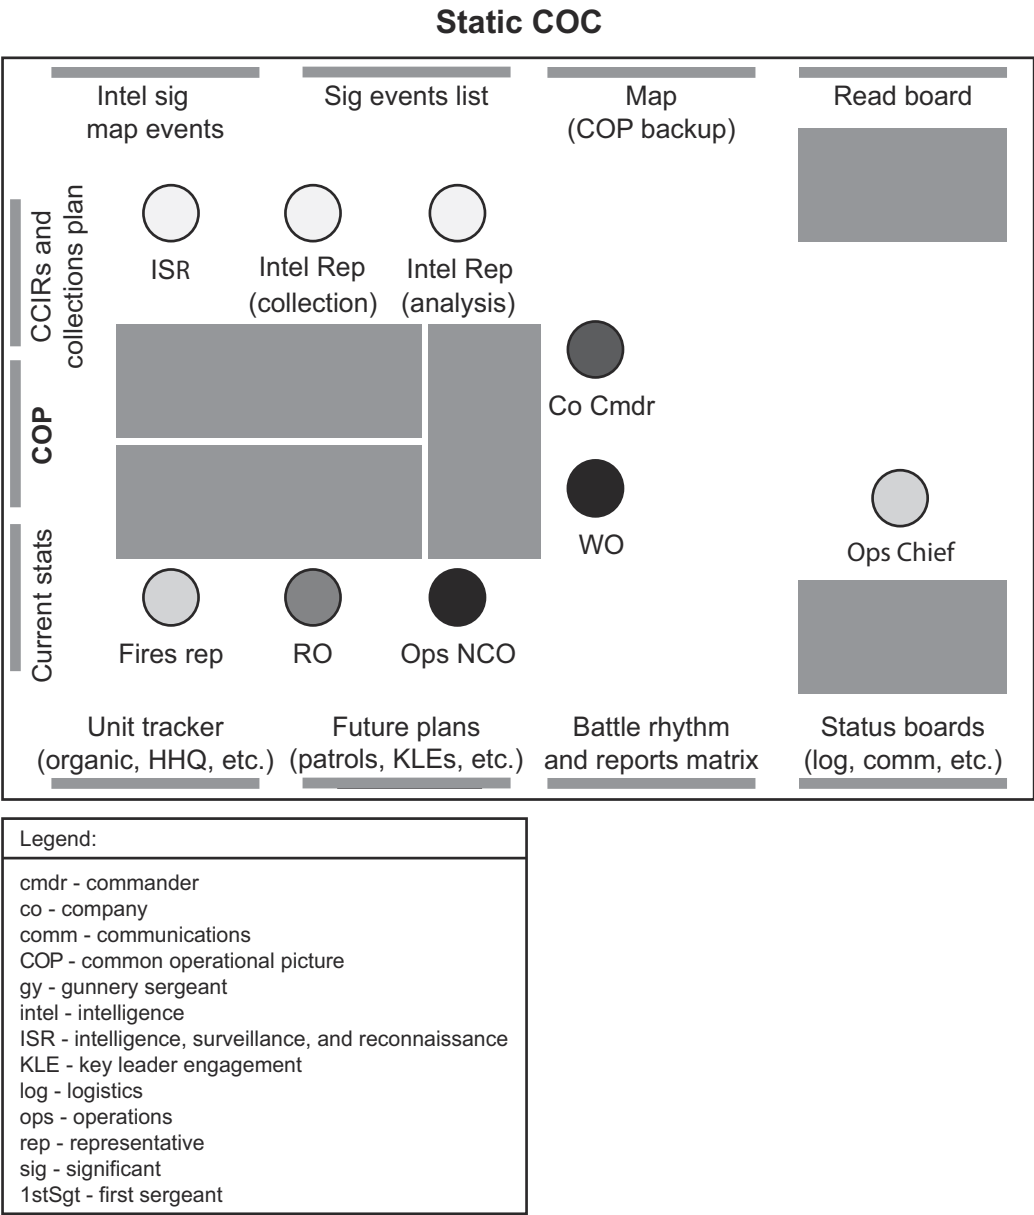 Static COC
Intel sig
map events
Sig events list
Map
(COP backup)
Read board
CCIRs and
collections plan
COP
Current stats
ISR
Intel Rep
(collection)
Intel Rep
(analysis)
Co Cmdr
WO
Ops Chief
Fires rep
RO
Ops NCO
Unit tracker
(organic, HHQ, etc.)
Future plans
(patrols, KLEs, etc.)
Battle rhythm
and reports matrix
Status boards
(log, comm, etc.)
Legend:
cmdr - commander
co - company
comm - communications
COP - common operational picture
gy - gunnery sergeant
intel - intelligence
ISR - intelligence, surveillance, and reconnaissance
KLE - key leader engagement
log - logistics
ops - operations
rep - representative
sig - significant
1stSgt - first sergeant